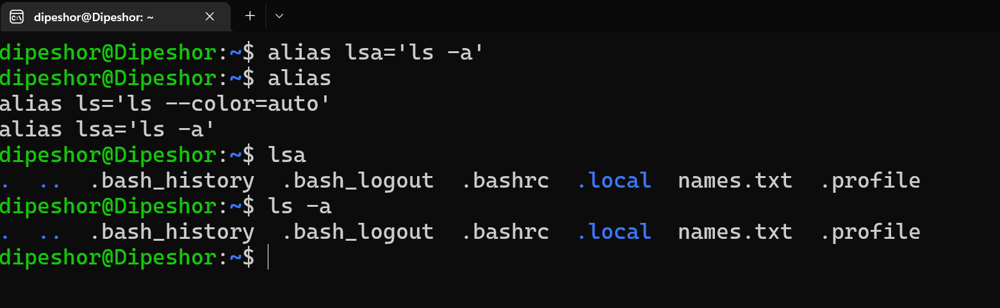 dipeshor@Dipeshor: ~
dipeshor@Dipeshor:~$ alias lsa='ls -a'
dipeshor@Dipeshor:~$ alias
alias ls='ls --color=auto'
alias lsa='ls -a'
dipeshor@Dipeshor:~$ lsa
.  ..  .bash_history  .bash_logout  .bashrc  .local  names.txt  .profile
dipeshor@Dipeshor:~$ ls -a
.  ..  .bash_history  .bash_logout  .bashrc  .local  names.txt  .profile
dipeshor@Dipeshor:~$